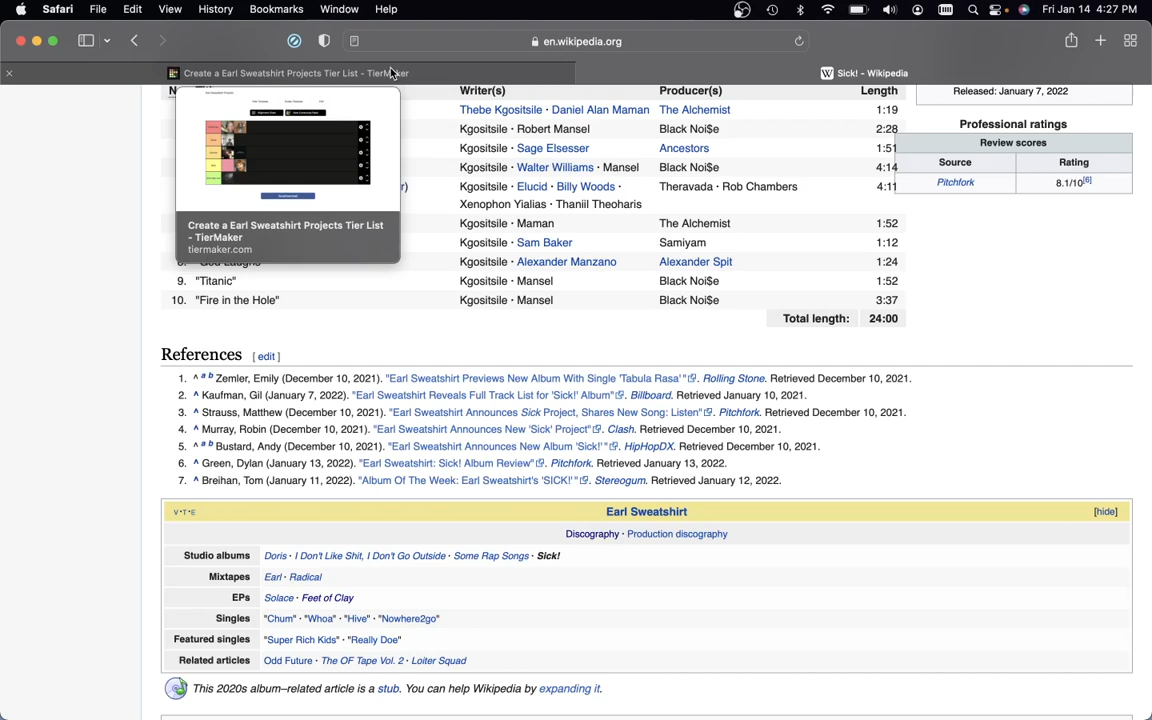 Safari File Edit View History Bookmarks Window Help Fri Jan 14 4:27 PM
en.wikipedia.org
Create a Earl Sweatshirt Projects Tier List - TierMaker
Sick! - Wikipedia
Writer(s) Producer(s) Length
Thebe Kgositsile · Daniel Alan Maman The Alchemist 1:19
Kgositsile · Robert Mansel Black Noi$e 2:28
Kgositsile · Sage Elsesser Ancestors 1:51
Kgositsile · Walter Williams · Mansel Black Noi$e 4:14
Kgositsile · Elucid · Billy Woods · Theravada · Rob Chambers 4:11
Xenophon Yialias · Thaniil Theoharis
Kgositsile · Maman The Alchemist 1:52
Kgositsile · Sam Baker Samiyam 1:12
Kgositsile · Alexander Manzano Alexander Spit 1:24
9. "Titanic" Kgositsile · Mansel Black Noi$e 1:52
10. "Fire in the Hole" Kgositsile · Mansel Black Noi$e 3:37
Total length: 24:00
Create a Earl Sweatshirt Projects Tier List
- TierMaker
tiermaker.com
Released: January 7, 2022
Professional ratings
Review scores
Source Rating
Pitchfork 8.1/10[6]
References [ edit ]
1. ^ a b Zemler, Emily (December 10, 2021). "Earl Sweatshirt Previews New Album With Single 'Tabula Rasa'". Rolling Stone. Retrieved December 10, 2021.
2. ^ Kaufman, Gil (January 7, 2022). "Earl Sweatshirt Reveals Full Track List for 'Sick!' Album". Billboard. Retrieved January 10, 2021.
3. ^ Strauss, Matthew (December 10, 2021). "Earl Sweatshirt Announces Sick Project, Shares New Song: Listen". Pitchfork. Retrieved December 10, 2021.
4. ^ Murray, Robin (December 10, 2021). "Earl Sweatshirt Announces New 'Sick' Project". Clash. Retrieved December 10, 2021.
5. ^ a b Bustard, Andy (December 10, 2021). "Earl Sweatshirt Announces New Album 'Sick!'". HipHopDX. Retrieved December 10, 2021.
6. ^ Green, Dylan (January 13, 2022). "Earl Sweatshirt: Sick! Album Review". Pitchfork. Retrieved January 13, 2022.
7. ^ Breihan, Tom (January 11, 2022). "Album Of The Week: Earl Sweatshirt's 'SICK!'". Stereogum. Retrieved January 12, 2022.
V·T·E Earl Sweatshirt [hide]
Discography · Production discography
Studio albums Doris · I Don't Like Shit, I Don't Go Outside · Some Rap Songs · Sick!
Mixtapes Earl · Radical
EPs Solace · Feet of Clay
Singles "Chum" · "Whoa" · "Hive" · "Nowhere2go"
Featured singles "Super Rich Kids" · "Really Doe"
Related articles Odd Future · The OF Tape Vol. 2 · Loiter Squad
This 2020s album–related article is a stub. You can help Wikipedia by expanding it.